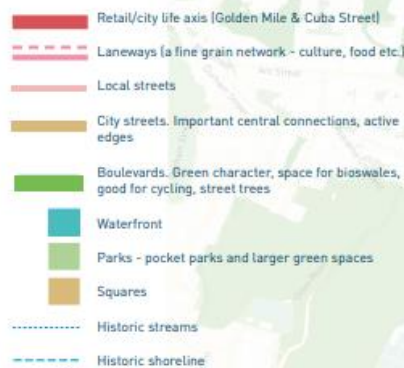 Retail/city life axis (Golden Mile & Cuba Street)
Laneways (a fine grain network - culture, food etc.)
Local streets
City streets. Important central connections, active
edges
Boulevards. Green character, space for bioswales,
good for cycling, street trees
Waterfront
Parks - pocket parks and larger green spaces
Squares
Historic streams
Historic shoreline